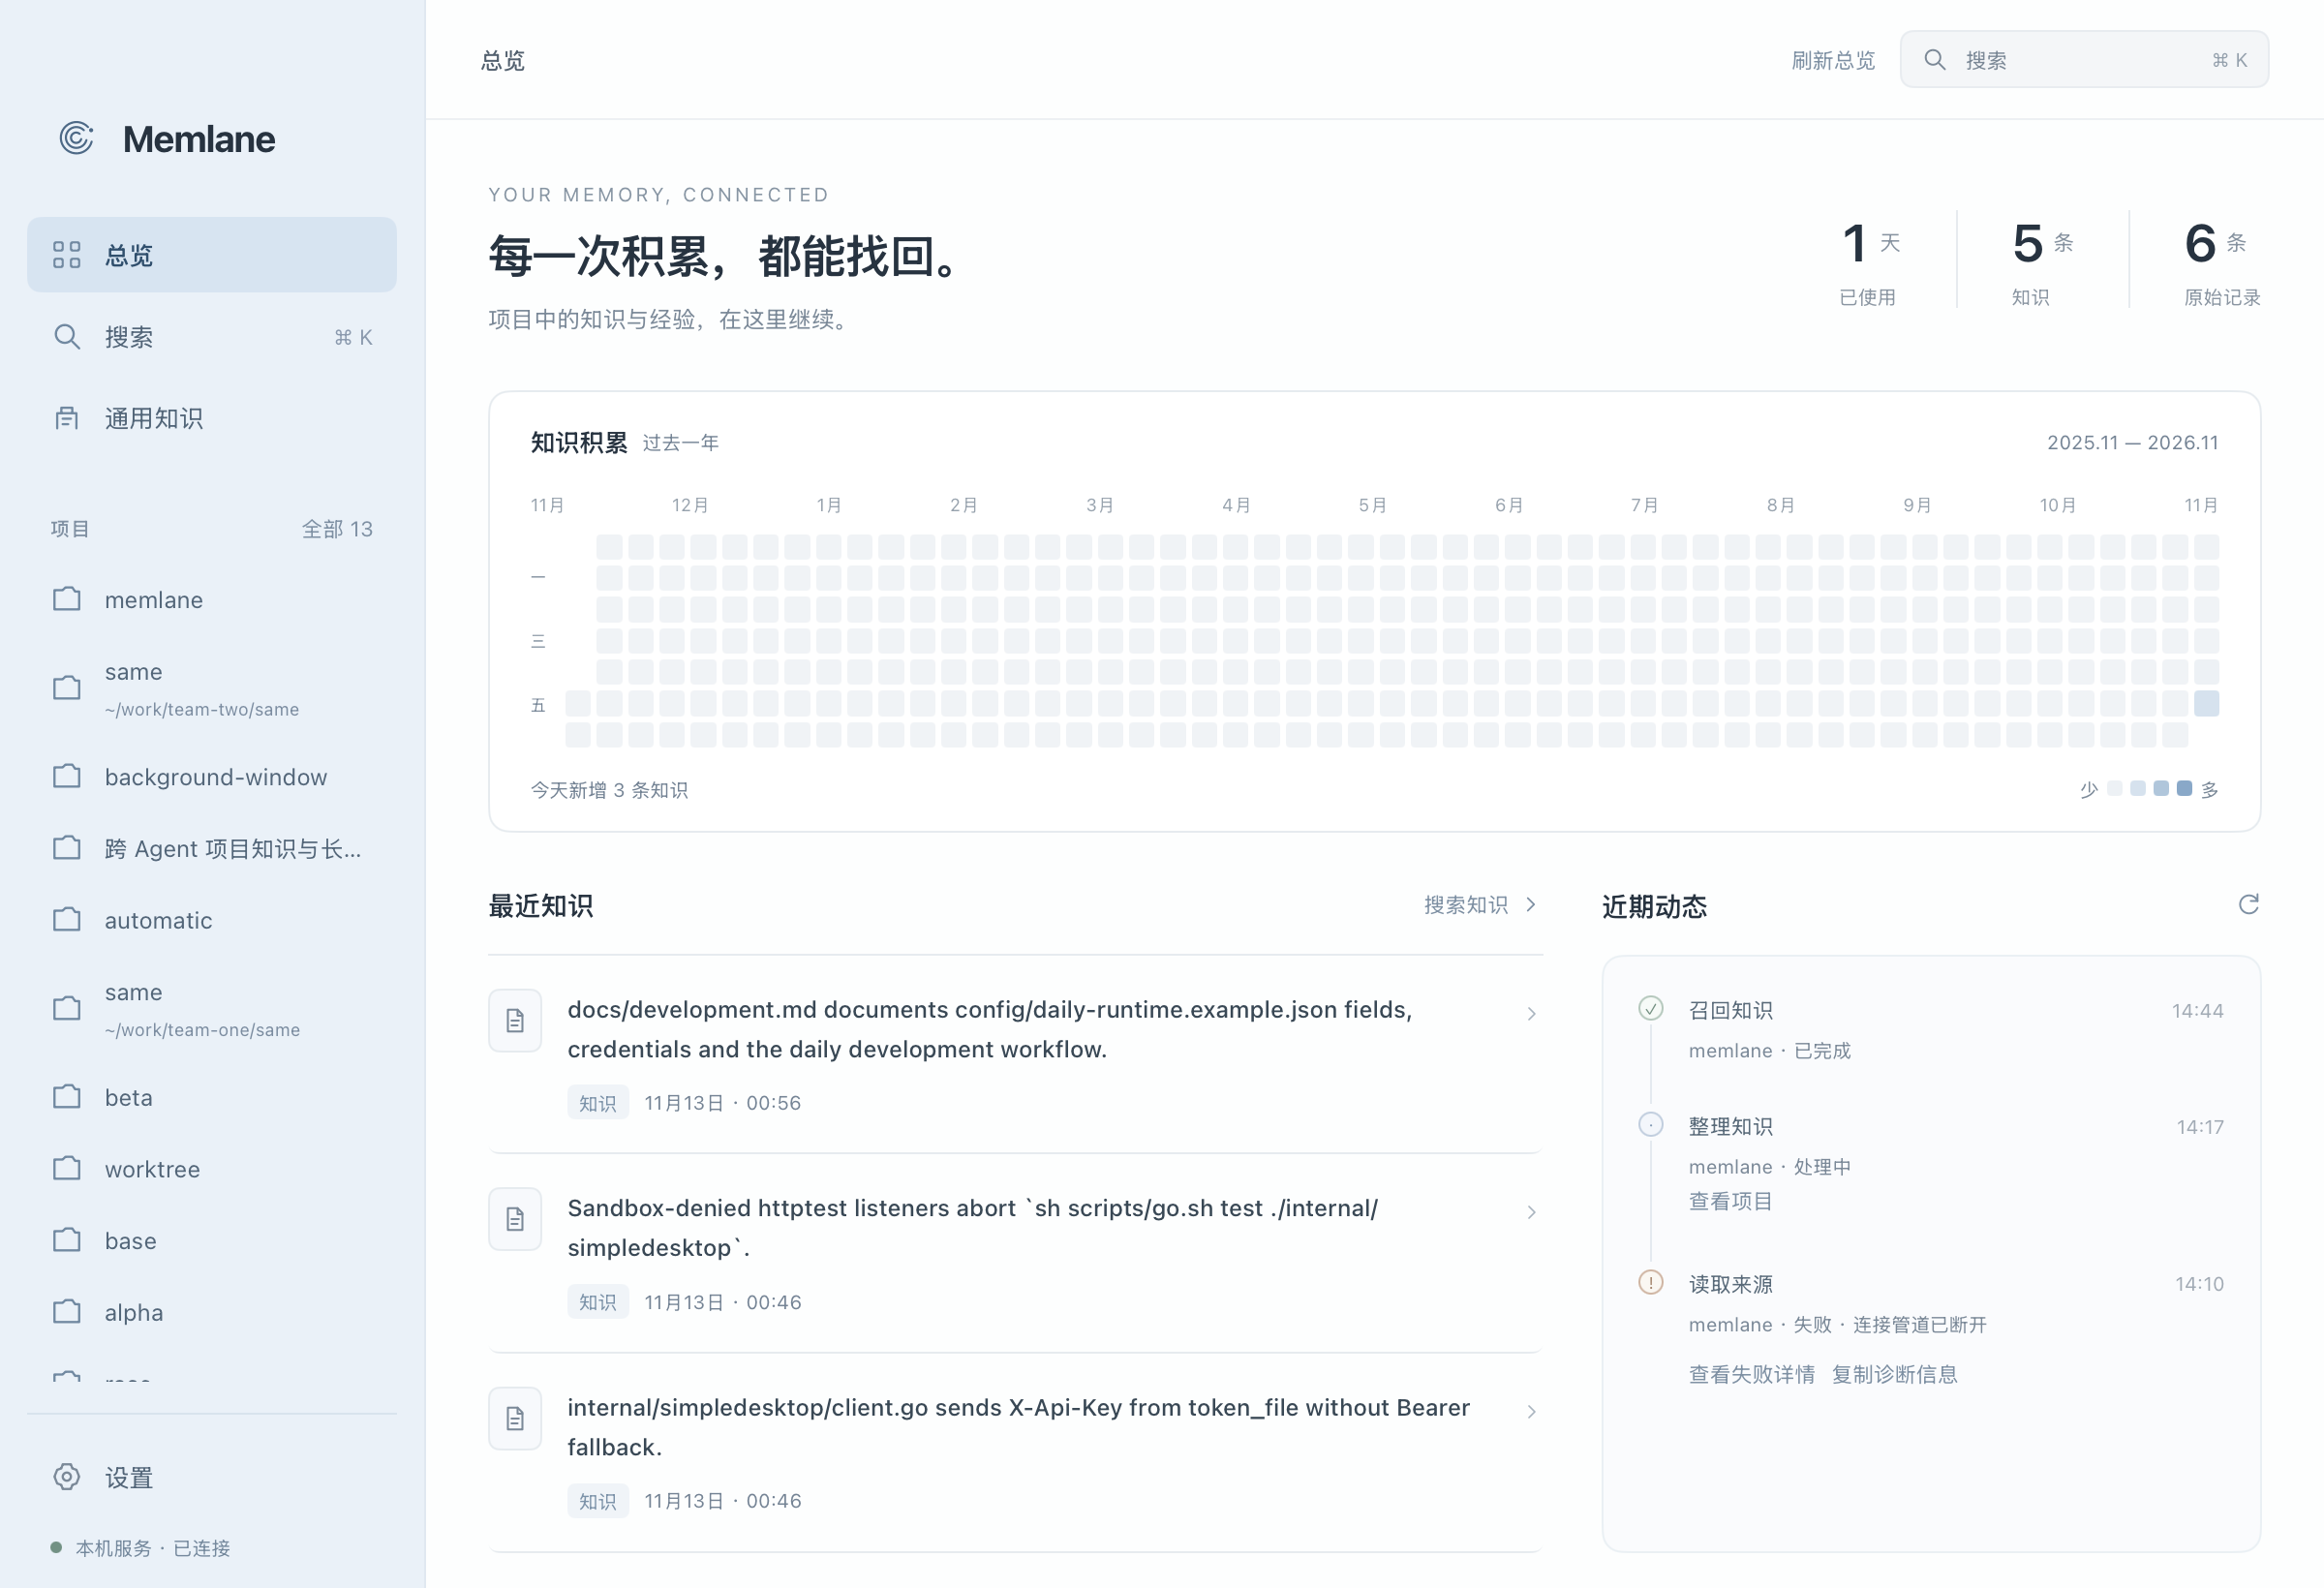 Memlane
总览
搜索 ⌘ K
通用知识
项目 全部 13
memlane
same
~/work/team-two/same
background-window
跨 Agent 项目知识与长...
automatic
same
~/work/team-one/same
beta
worktree
base
alpha
设置
本机服务 · 已连接
总览
刷新总览
搜索 ⌘ K
YOUR MEMORY, CONNECTED
每一次积累，都能找回。
项目中的知识与经验，在这里继续。
1 天
已使用
5 条
知识
6 条
原始记录
知识积累 过去一年
2025.11 — 2026.11
11月 12月 1月 2月 3月 4月 5月 6月 7月 8月 9月 10月 11月
一
三
五
今天新增 3 条知识
少 多
最近知识
搜索知识
docs/development.md documents config/daily-runtime.example.json fields,
credentials and the daily development workflow.
知识 11月13日 · 00:56
Sandbox-denied httptest listeners abort `sh scripts/go.sh test ./internal/
simpledesktop`.
知识 11月13日 · 00:46
internal/simpledesktop/client.go sends X-Api-Key from token_file without Bearer
fallback.
知识 11月13日 · 00:46
近期动态
召回知识 14:44
memlane · 已完成
整理知识 14:17
memlane · 处理中
查看项目
读取来源 14:10
memlane · 失败 · 连接管道已断开
查看失败详情 复制诊断信息